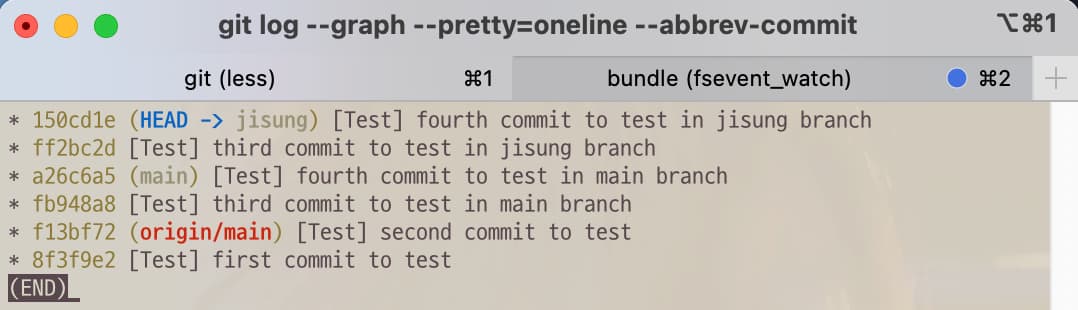 git log --graph --pretty=oneline --abbrev-commit ⌥⌘1
git (less) ⌘1 bundle (fsevent_watch) ⌘2
* 150cd1e (HEAD -> jisung) [Test] fourth commit to test in jisung branch
* ff2bc2d [Test] third commit to test in jisung branch
* a26c6a5 (main) [Test] fourth commit to test in main branch
* fb948a8 [Test] third commit to test in main branch
* f13bf72 (origin/main) [Test] second commit to test
* 8f3f9e2 [Test] first commit to test
(END)